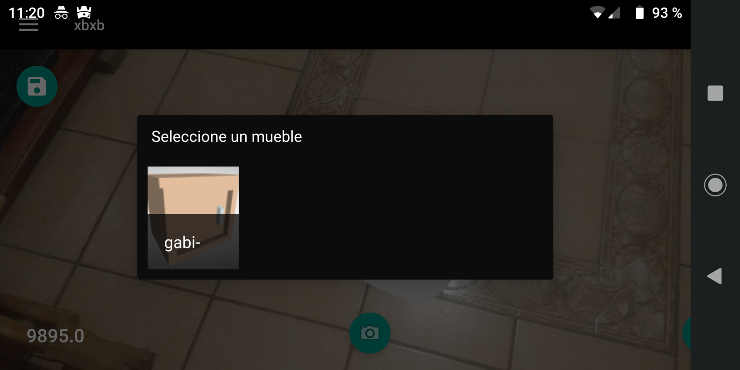 11:20
93 %
xbxb
Seleccione un mueble
gabi-
9895.0